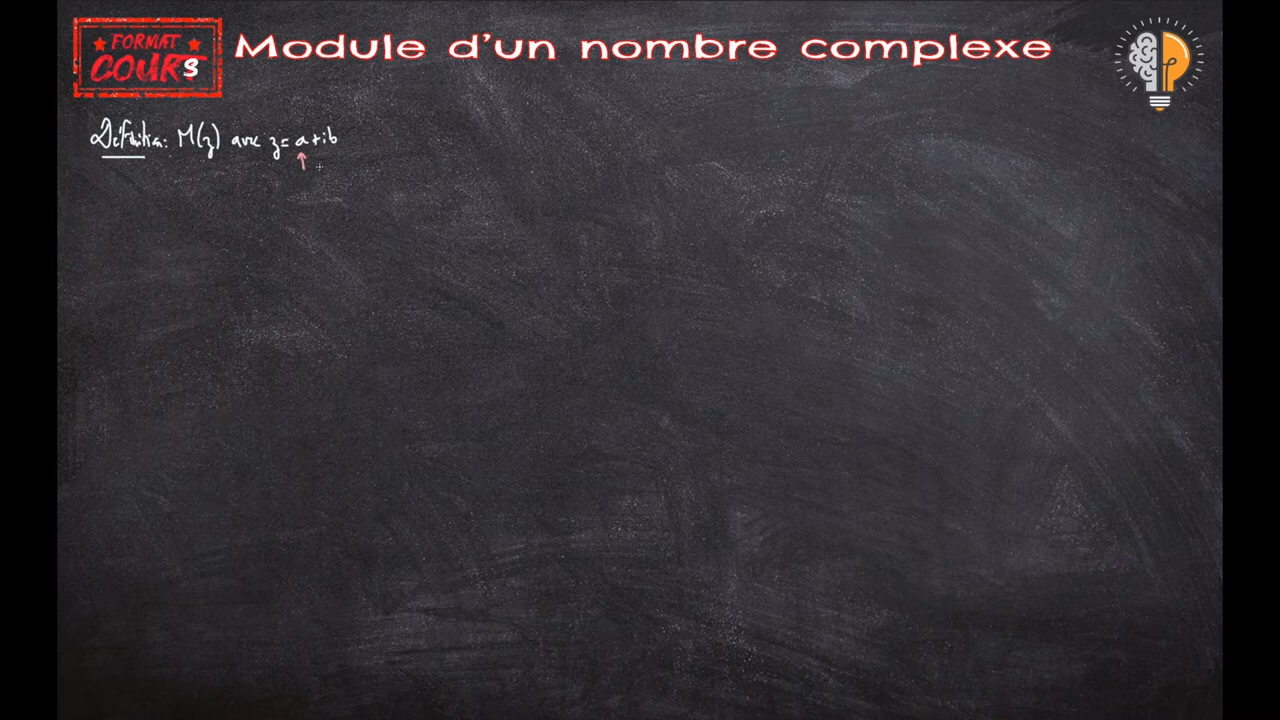 FORMAT
COURs
Module d'un nombre complexe
Définition: M(z) avec z = a + ib